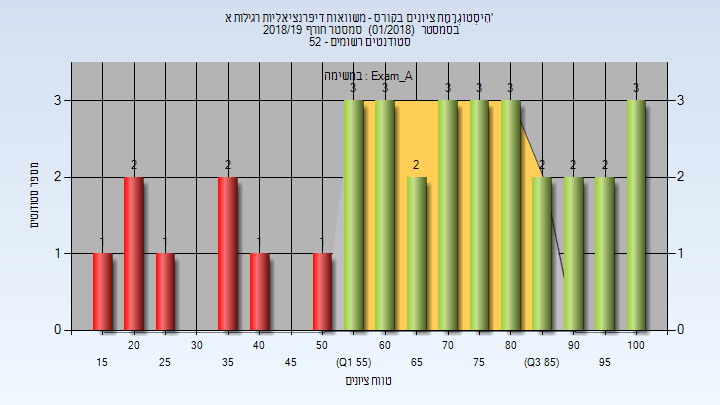 הִיסטוֹגרָמַת ציונים בקורס - משוואות דיפרנציאליות רגילות א'
בסמסטר (01/2018) סמסטר חורף 2018/19
סטודנטים רשומים - 52
במשימה : Exam_A
3 3 3 3 3 3
2 2 2 2 2 2
1 1 1 1
מספר סטודנטים
3 3
2 2
1 1
0 0
20 30 40 50 60 70 80 90 100
15 25 35 45 (Q1 55) 65 75 (Q3 85) 95
טווח ציונים